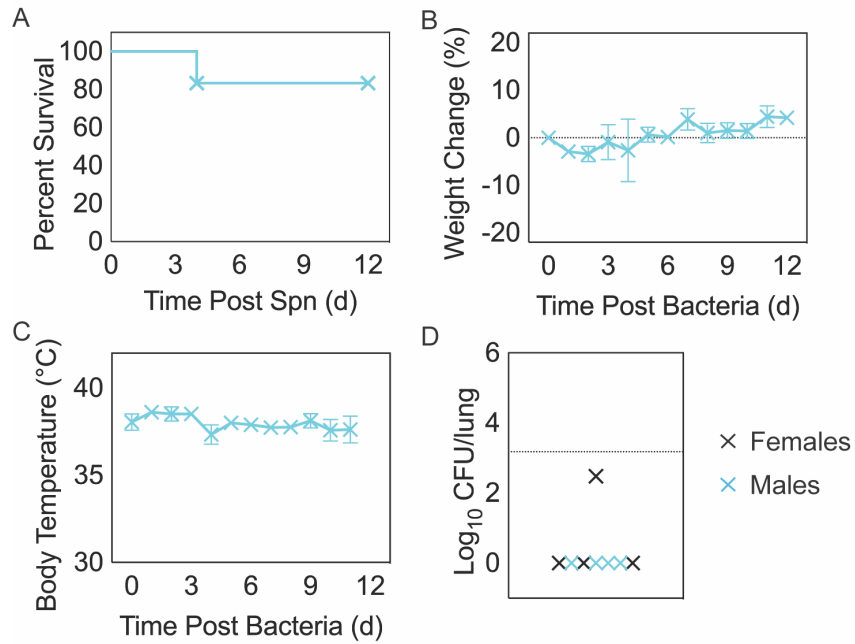 A
Percent Survival
100
80
60
40
20
0
0 3 6 9 12
Time Post Spn (d)
B
Weight Change (%)
20
10
0
-10
-20
0 3 6 9 12
Time Post Bacteria (d)
C
Body Temperature (°C)
40
35
30
0 3 6 9 12
Time Post Bacteria (d)
D
Log10 CFU/lung
6
4
2
0
Females
Males